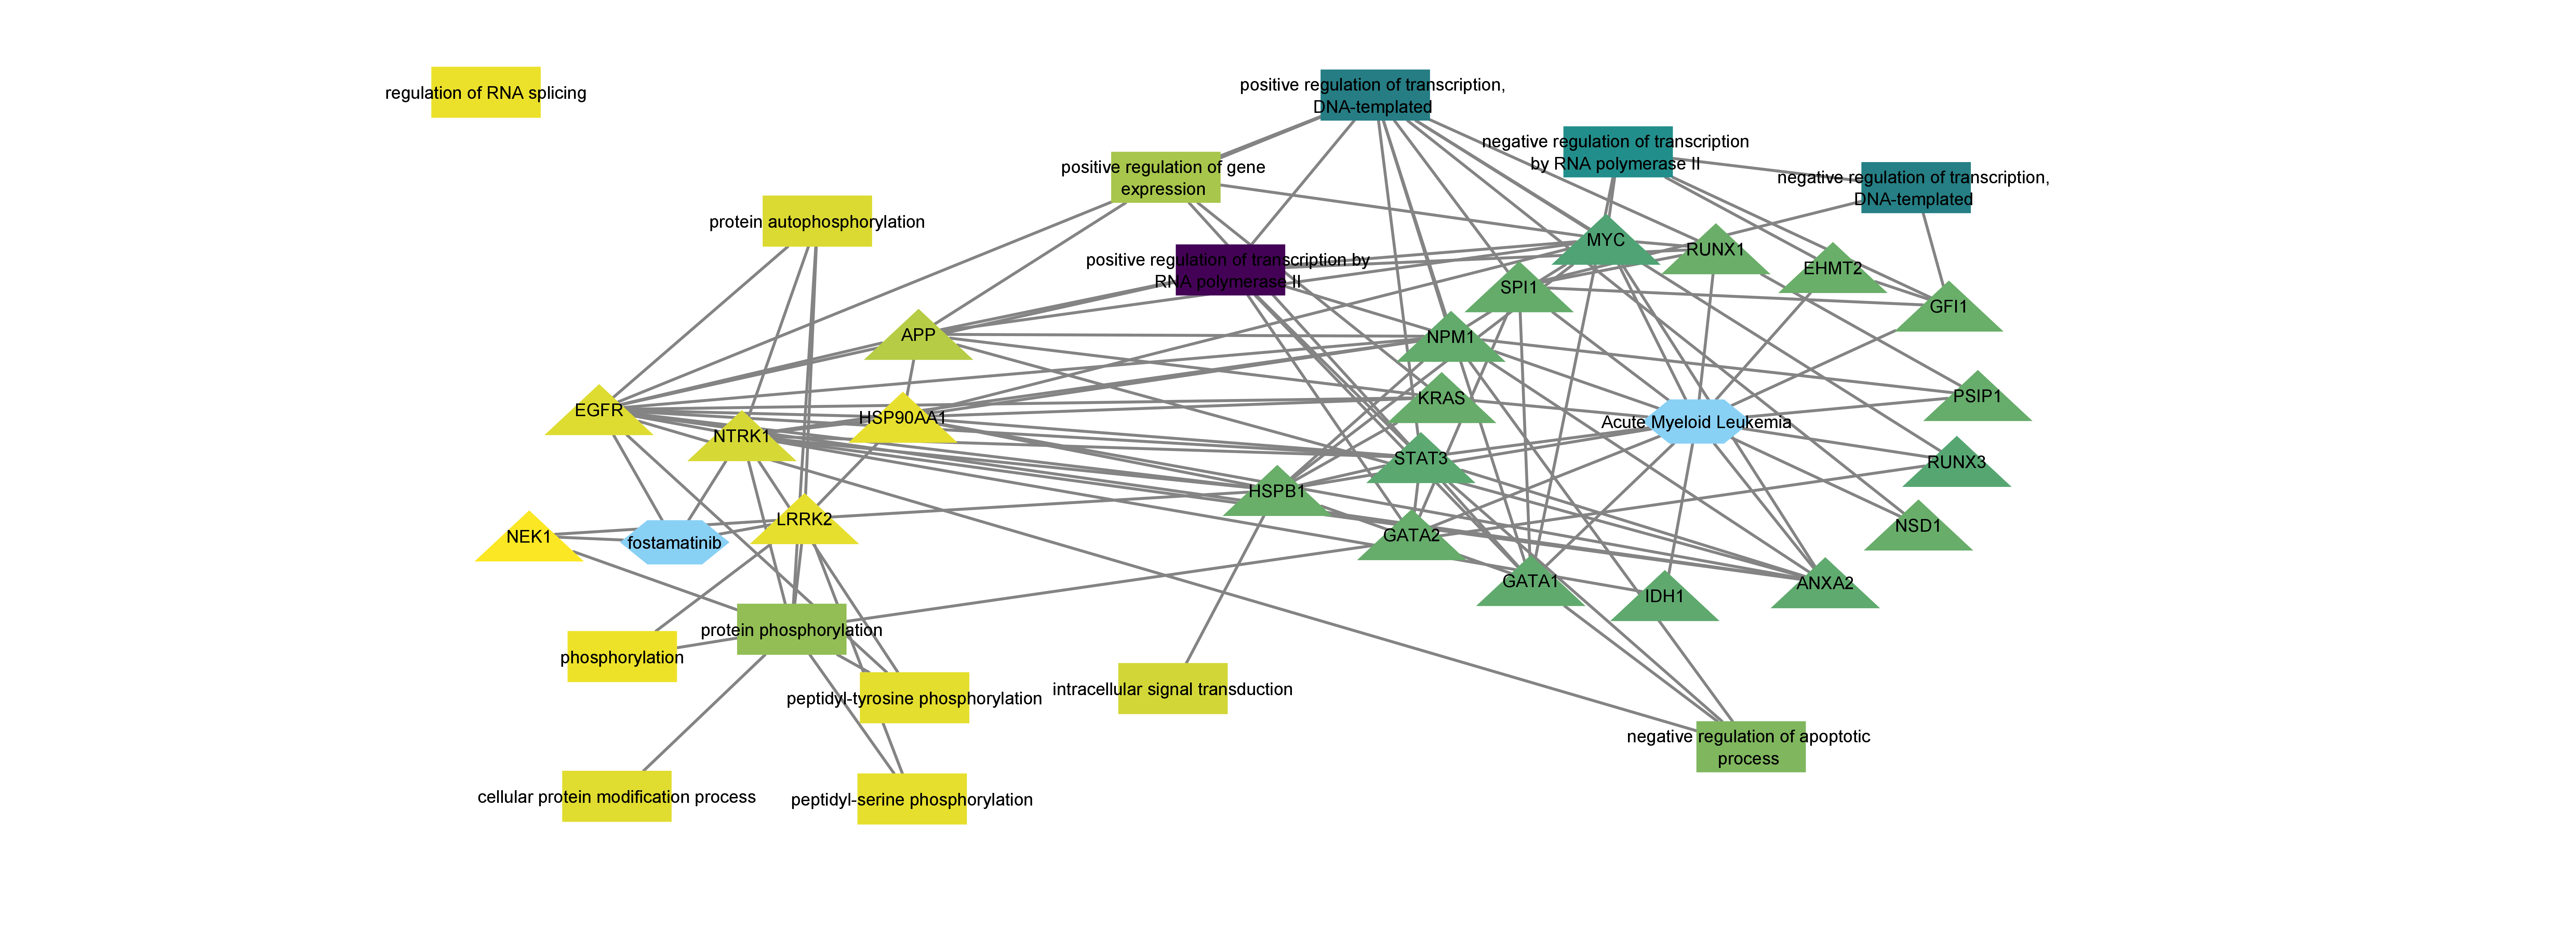 regulation of RNA splicing
positive regulation of transcription,
DNA-templated
negative regulation of transcription
by RNA polymerase II
positive regulation of gene
expression
negative regulation of transcription,
DNA-templated
protein autophosphorylation
MYC
RUNX1
positive regulation of transcription by
RNA polymerase II
EHMT2
SPI1
GFI1
APP
NPM1
EGFR
HSP90AA1
KRAS
PSIP1
NTRK1
Acute Myeloid Leukemia
STAT3
RUNX3
HSPB1
LRRK2
NSD1
NEK1
fostamatinib
GATA2
GATA1
ANXA2
IDH1
protein phosphorylation
phosphorylation
peptidyl-tyrosine phosphorylation
intracellular signal transduction
negative regulation of apoptotic
process
cellular protein modification process
peptidyl-serine phosphorylation